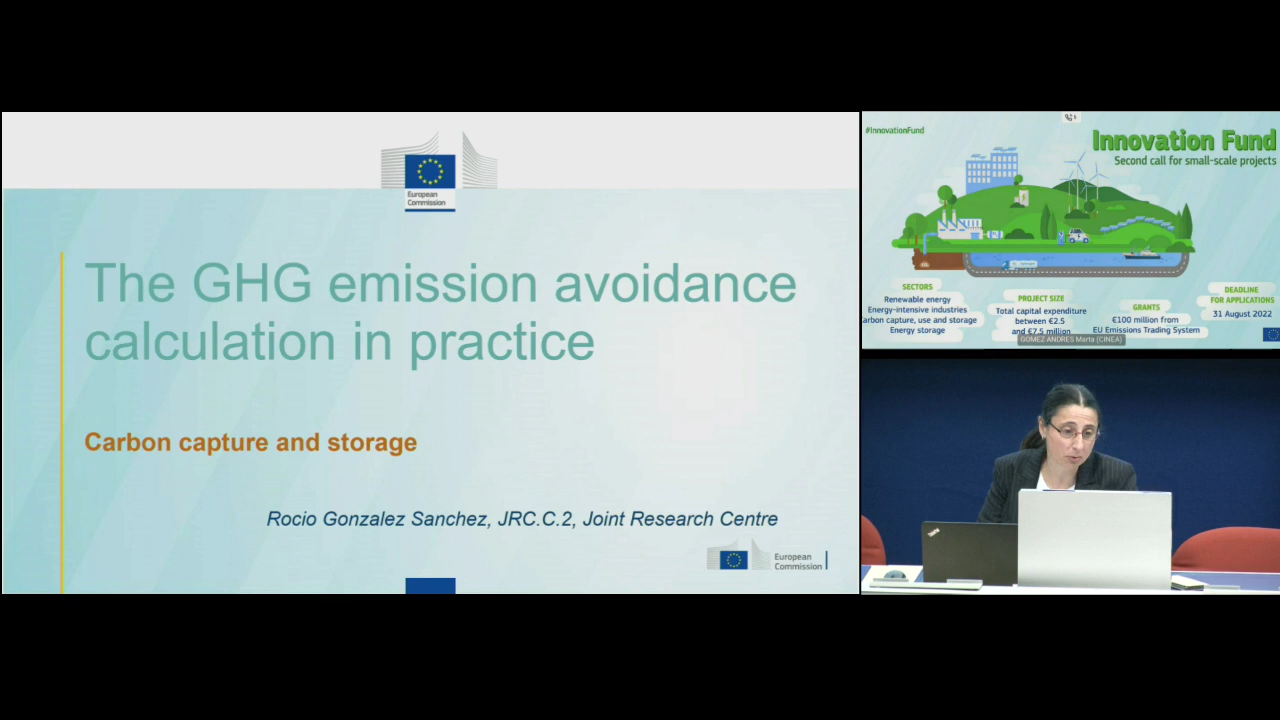 European
Commission
The GHG emission avoidance
calculation in practice
Carbon capture and storage
Rocio Gonzalez Sanchez, JRC.C.2, Joint Research Centre
European
Commission
#InnovationFund
Innovation Fund
Second call for small-scale projects
SECTORS
Renewable energy
Energy-intensive industries
arbon capture, use and storage
Energy storage
PROJECT SIZE
Total capital expenditure
between €2.5
and €7.5 million
GRANTS
€100 million from
EU Emissions Trading System
DEADLINE
FOR APPLICATIONS
31 August 2022
GOMEZ ANDRES Marta (CINEA)